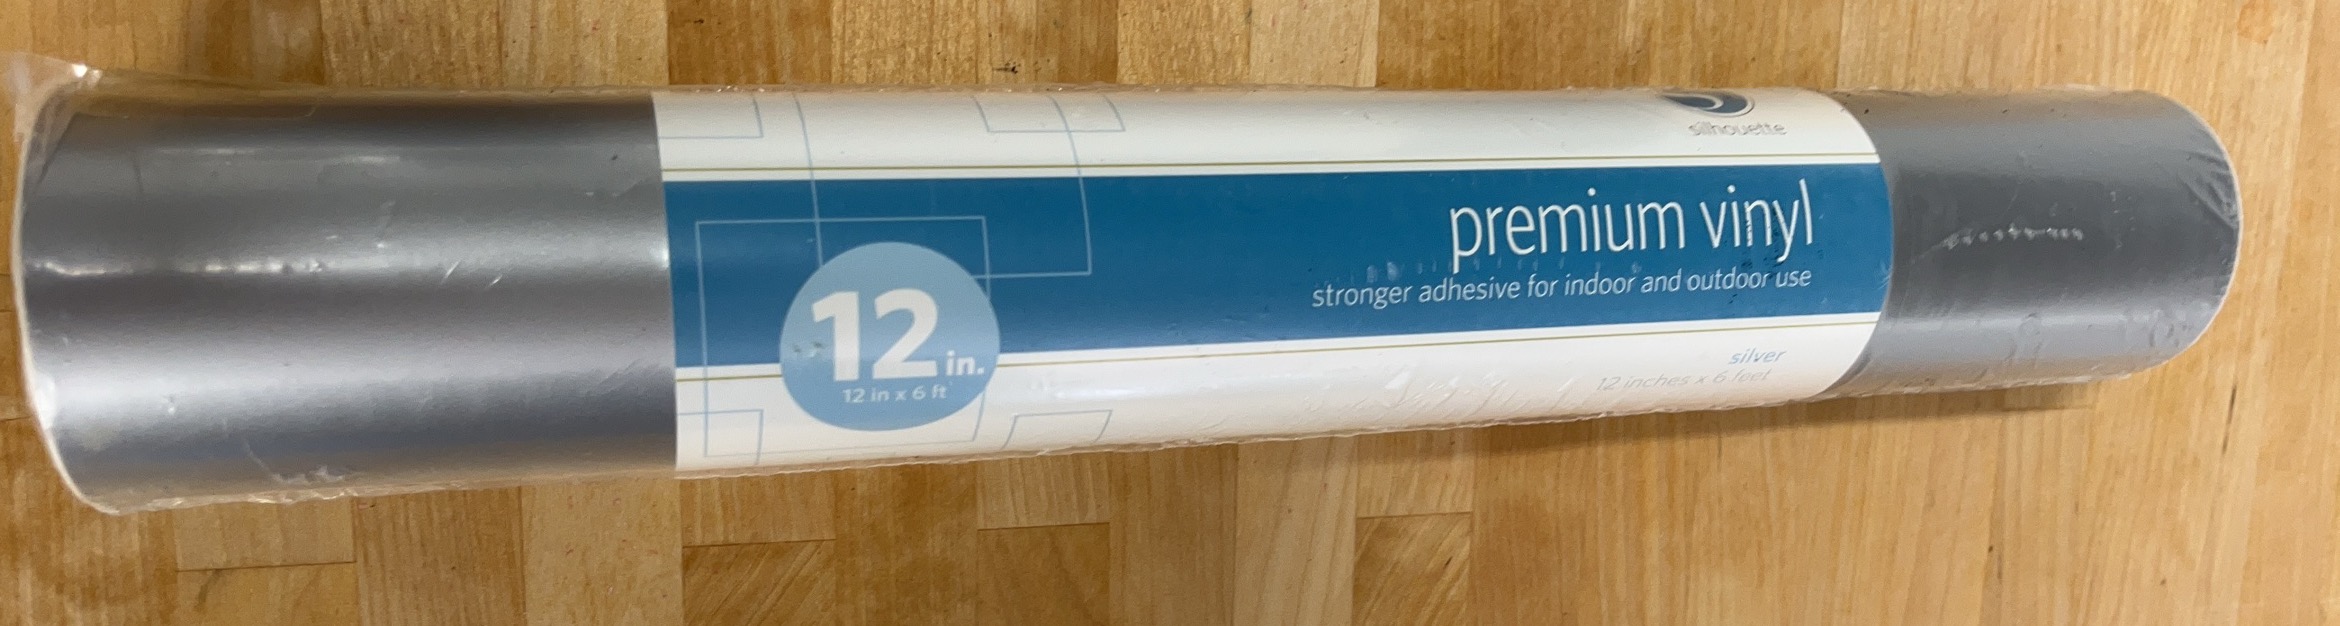 silhouette
premium vinyl
stronger adhesive for indoor and outdoor use
12 in.
12 in x 6 ft
silver
12 inches x 6 feet